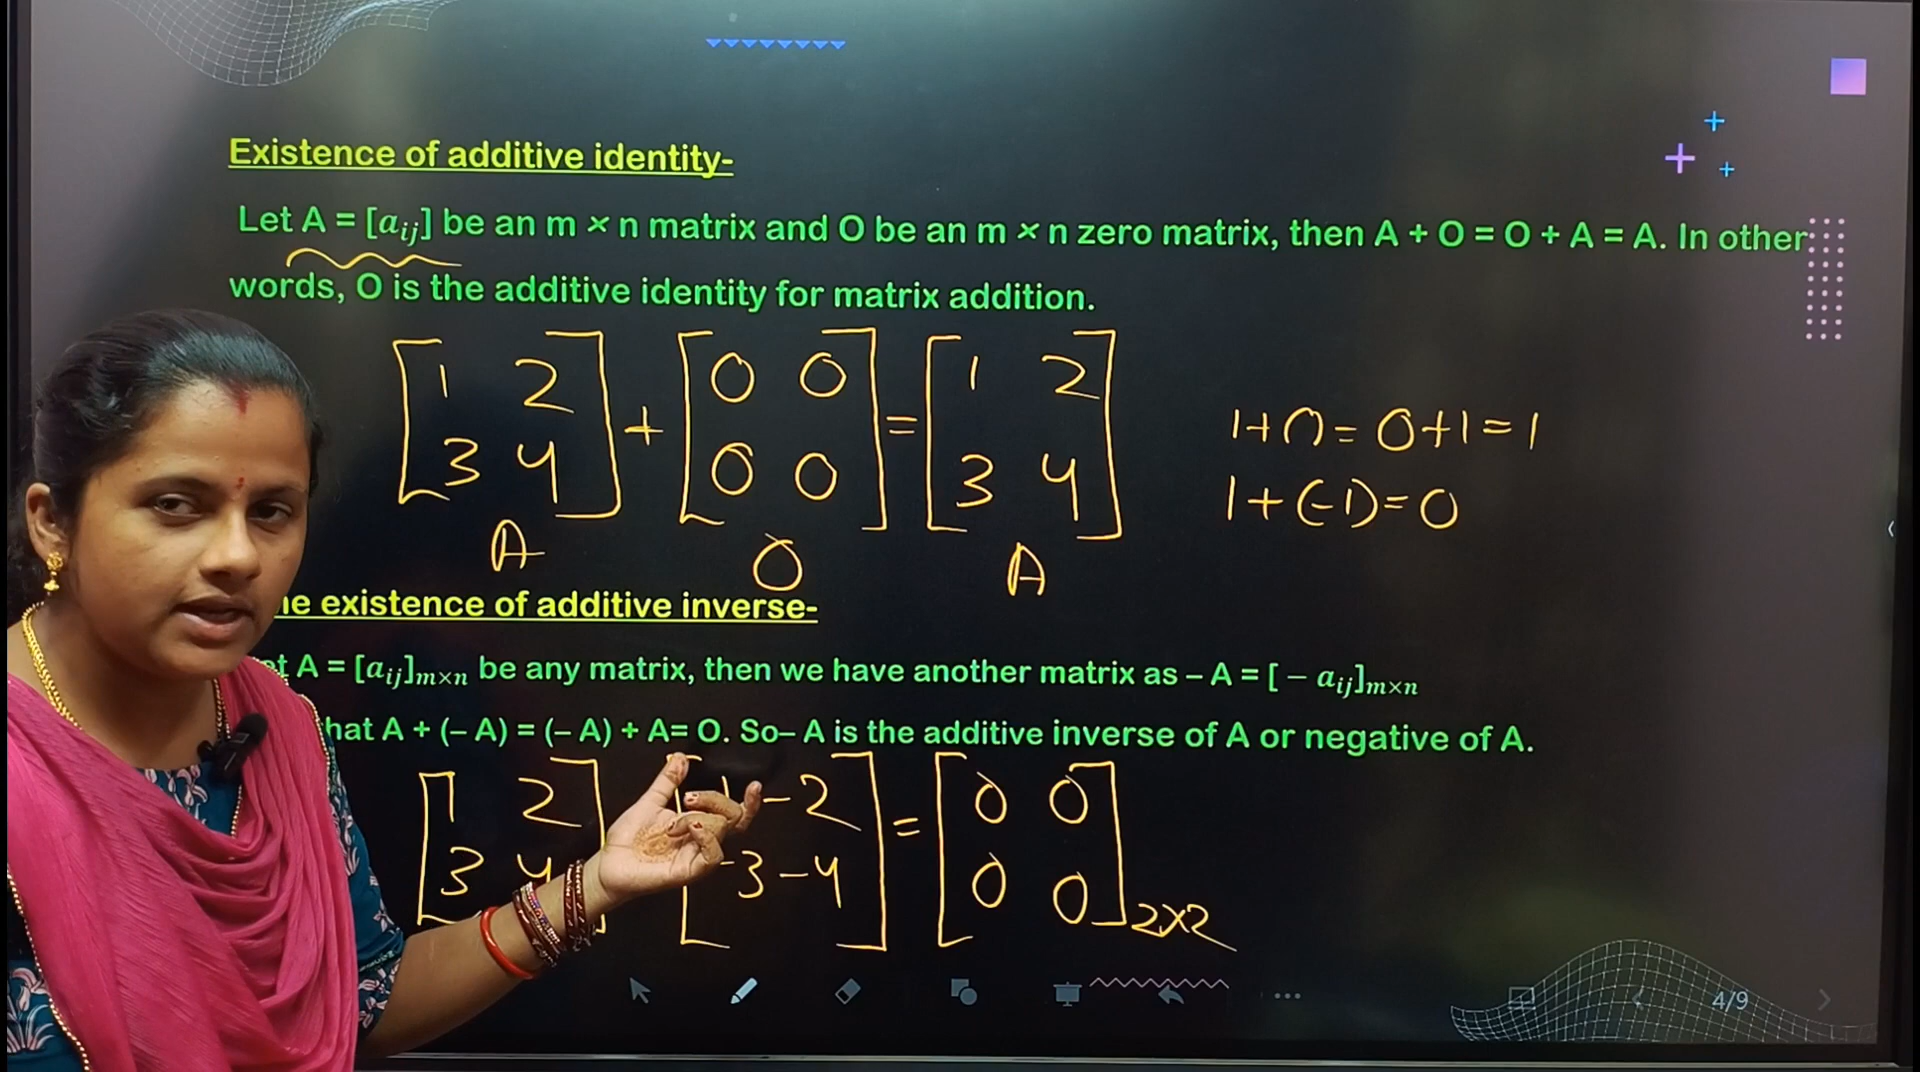 Existence of additive identity-
Let A = [aᵢⱼ] be an m × n matrix and O be an m × n zero matrix, then A + O = O + A = A. In other
words, O is the additive identity for matrix addition.
[1 2] + [0 0] = [1 2]
[3 4] [0 0] [3 4]
A O A
1+0=0+1=1
1+(-1)=0
existence of additive inverse-
A = [aᵢⱼ]ₘₓₙ be any matrix, then we have another matrix as – A = [ – aᵢⱼ]ₘₓₙ
A + (– A) = (– A) + A= O. So– A is the additive inverse of A or negative of A.
[1 2] [ -2] = [0 0]
[3 4] [-3 -4] [0 0]2x2
4/9